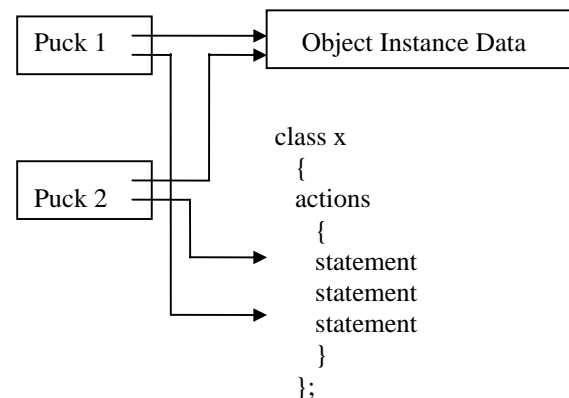 Puck 1
Object Instance Data
Puck 2
class x
{
actions
{
statement
statement
statement
}
};